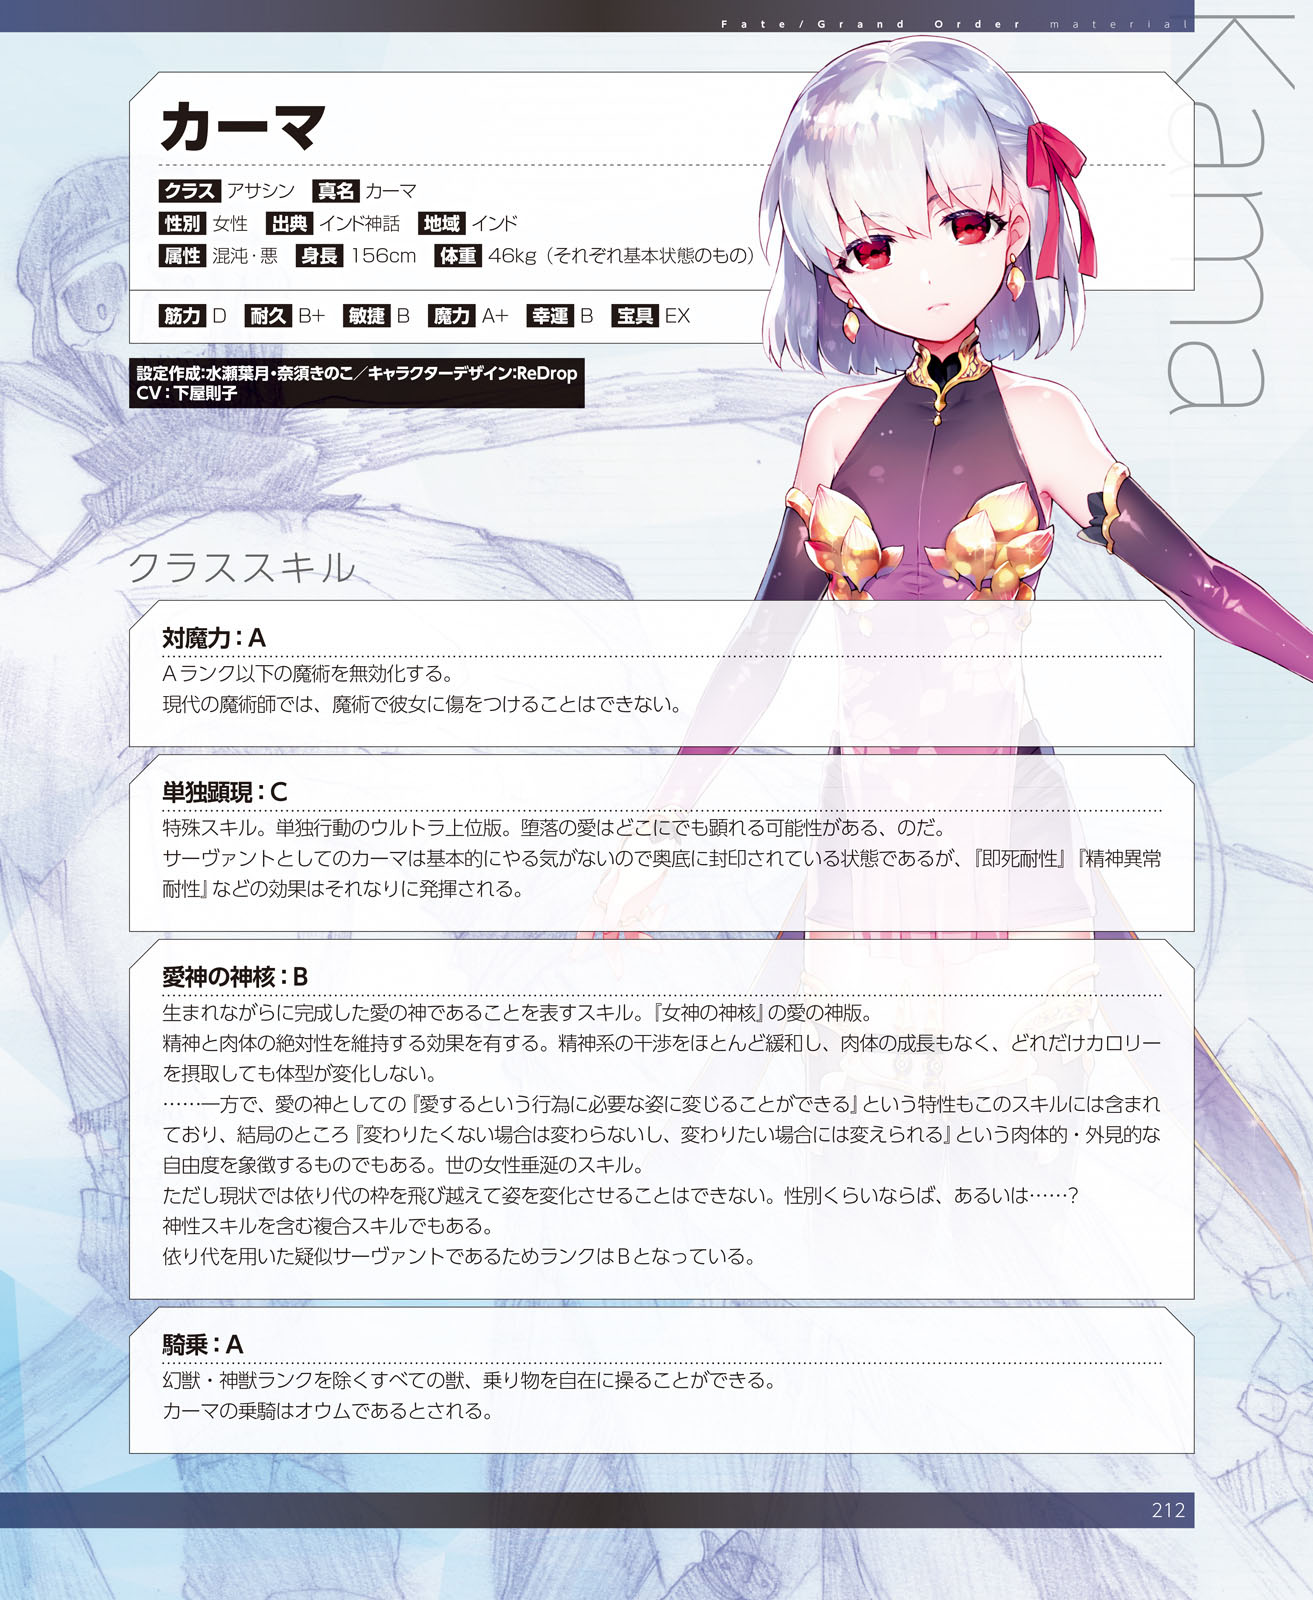 Fate/Grand Order material
Kama
カーマ
クラス アサシン 真名 カーマ
性別 女性 出典 インド神話 地域 インド
属性 混沌・悪 身長 156cm 体重 46kg（それぞれ基本状態のもの）
筋力 D 耐久 B+ 敏捷 B 魔力 A+ 幸運 B 宝具 EX
設定作成：水瀬葉月・奈須きのこ／キャラクターデザイン：ReDrop
CV：下屋則子
クラススキル
対魔力：A
Aランク以下の魔術を無効化する。
現代の魔術師では、魔術で彼女に傷をつけることはできない。
単独顕現：C
特殊スキル。単独行動のウルトラ上位版。堕落の愛はどこにでも顕れる可能性がある、のだ。
サーヴァントとしてのカーマは基本的にやる気がないので奥底に封印されている状態であるが、『即死耐性』『精神異常
耐性』などの効果はそれなりに発揮される。
愛神の神核：B
生まれながらに完成した愛の神であることを表すスキル。『女神の神核』の愛の神版。
精神と肉体の絶対性を維持する効果を有する。精神系の干渉をほとんど緩和し、肉体の成長もなく、どれだけカロリー
を摂取しても体型が変化しない。
……一方で、愛の神としての『愛するという行為に必要な姿に変じることができる』という特性もこのスキルには含まれ
ており、結局のところ『変わりたくない場合は変わらないし、変わりたい場合には変えられる』という肉体的・外見的な
自由度を象徴するものでもある。世の女性垂涎のスキル。
ただし現状では依り代の枠を飛び越えて姿を変化させることはできない。性別くらいならば、あるいは……？
神性スキルを含む複合スキルでもある。
依り代を用いた疑似サーヴァントであるためランクはBとなっている。
騎乗：A
幻獣・神獣ランクを除くすべての獣、乗り物を自在に操ることができる。
カーマの乗騎はオウムであるとされる。
212